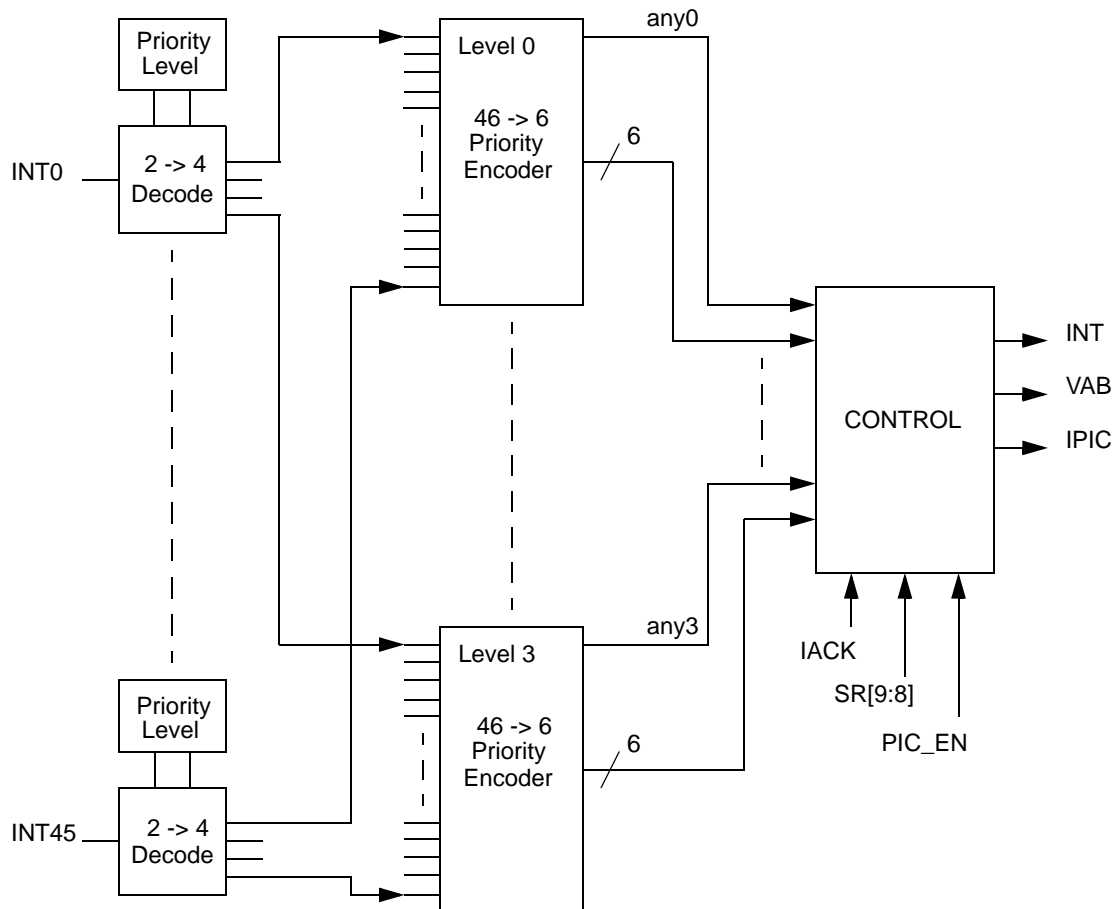 Priority
Level
2 -> 4
Decode
INT0
Level 0
46 -> 6
Priority
Encoder
any0
6
CONTROL
INT
VAB
IPIC
IACK
SR[9:8]
PIC_EN
Priority
Level
2 -> 4
Decode
INT45
Level 3
46 -> 6
Priority
Encoder
any3
6